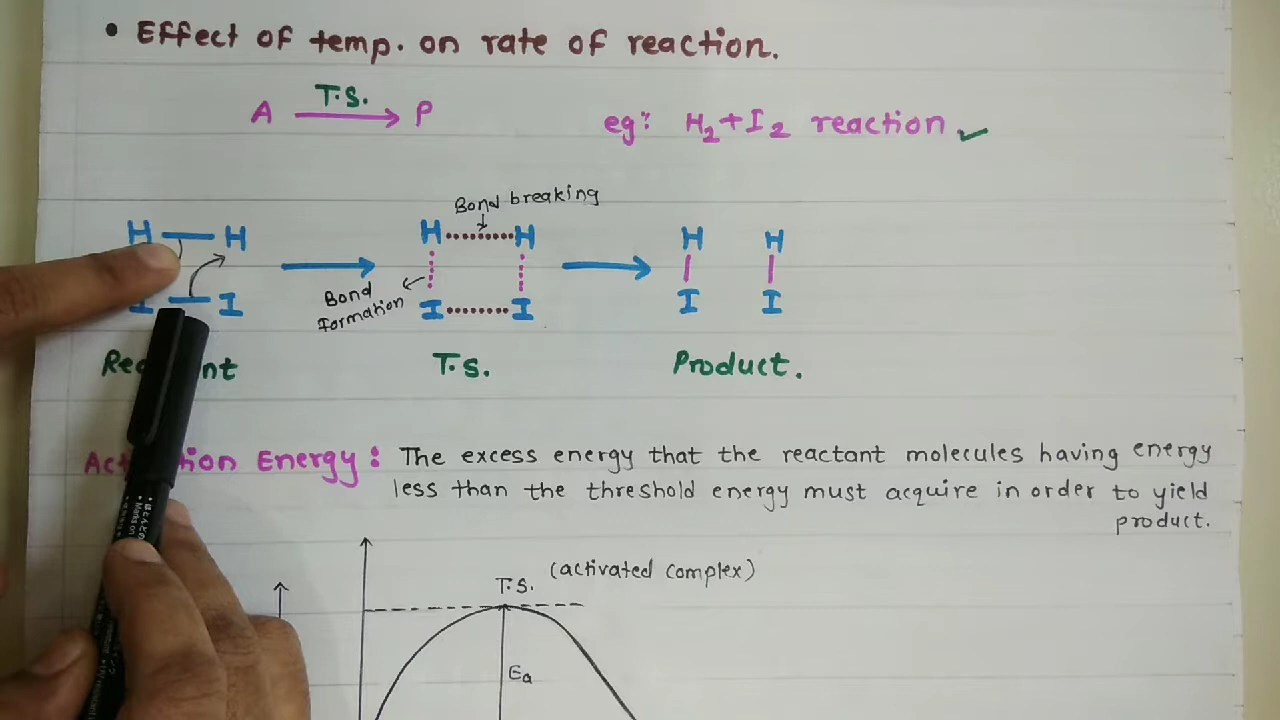 • Effect of temp. on rate of reaction.
A T.S. P
eg: H2+I2 reaction ✓
Bond breaking
H H H H H H
Bond formation
I I I I I I
T.S. Product.
Energy: The excess energy that the reactant molecules having energy
less than the threshold energy must acquire in order to yield
product.
T.S. (activated complex)
Ea